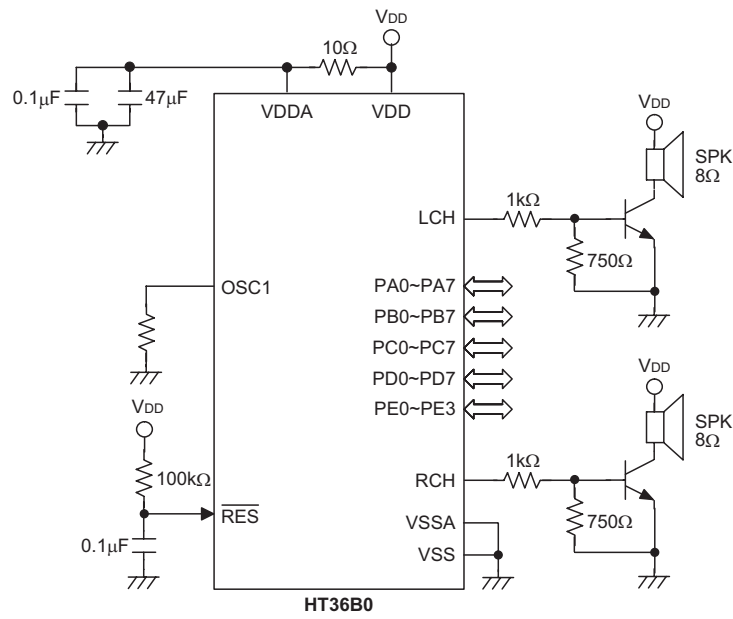 VDD
10Ω
0.1μF
47μF
VDDA
VDD
VDD
SPK
8Ω
LCH
1kΩ
750Ω
OSC1
PA0~PA7
PB0~PB7
PC0~PC7
PD0~PD7
PE0~PE3
VDD
VDD
SPK
8Ω
100kΩ
RES
RCH
1kΩ
750Ω
0.1μF
VSSA
VSS
HT36B0